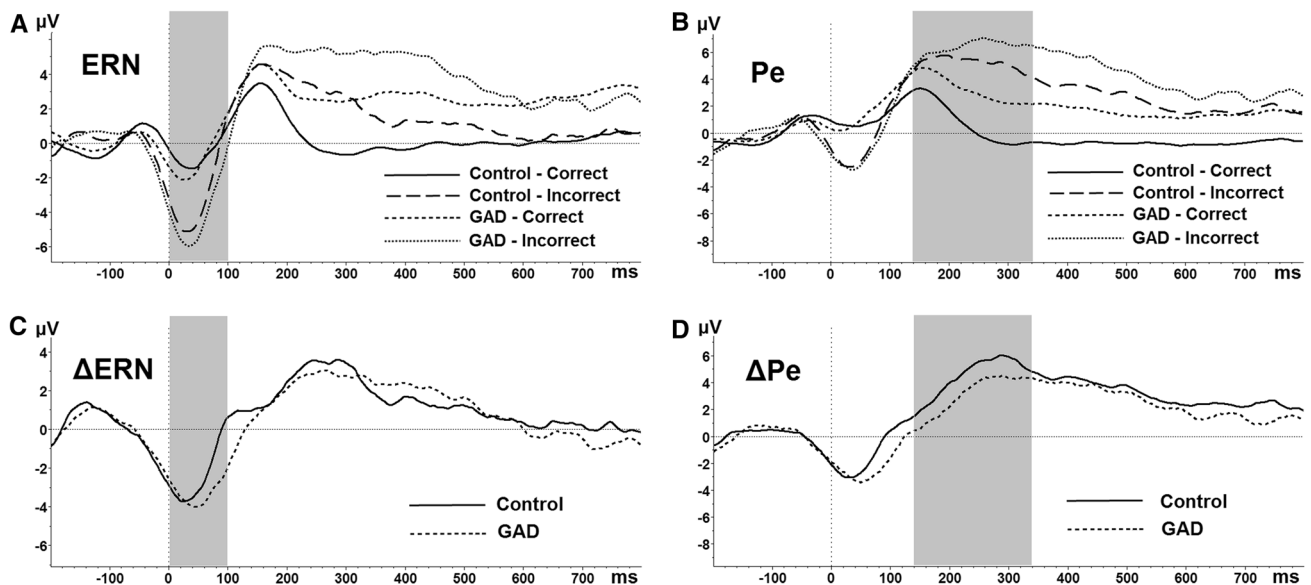 A
μV
ERN
4
2
0
-2
-4
-6
Control - Correct
Control - Incorrect
GAD - Correct
GAD - Incorrect
-100 0 100 200 300 400 500 600 700 ms
B
μV
Pe
6
4
2
0
-2
-4
-6
-8
Control - Correct
Control - Incorrect
GAD - Correct
GAD - Incorrect
-100 0 100 200 300 400 500 600 700 ms
C
μV
ΔERN
4
2
0
-2
-4
-6
Control
GAD
-100 0 100 200 300 400 500 600 700 ms
D
μV
ΔPe
6
4
2
0
-2
-4
-6
-8
Control
GAD
-100 0 100 200 300 400 500 600 700 ms